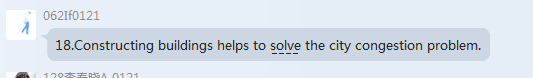 062lf0121
18.Constructing buildings helps to solve the city congestion problem.